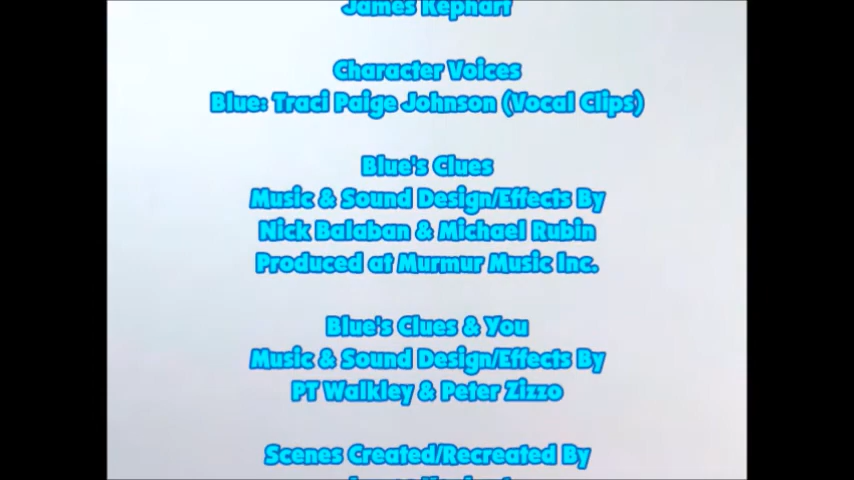 James Kephart
Character Voices
Blue: Traci Paige Johnson (Vocal Clips)
Blue's Clues
Music & Sound Design/Effects By
Nick Balaban & Michael Rubin
Produced at Murmur Music Inc.
Blue's Clues & You
Music & Sound Design/Effects By
PT Walkley & Peter Zizzo
Scenes Created/Recreated By